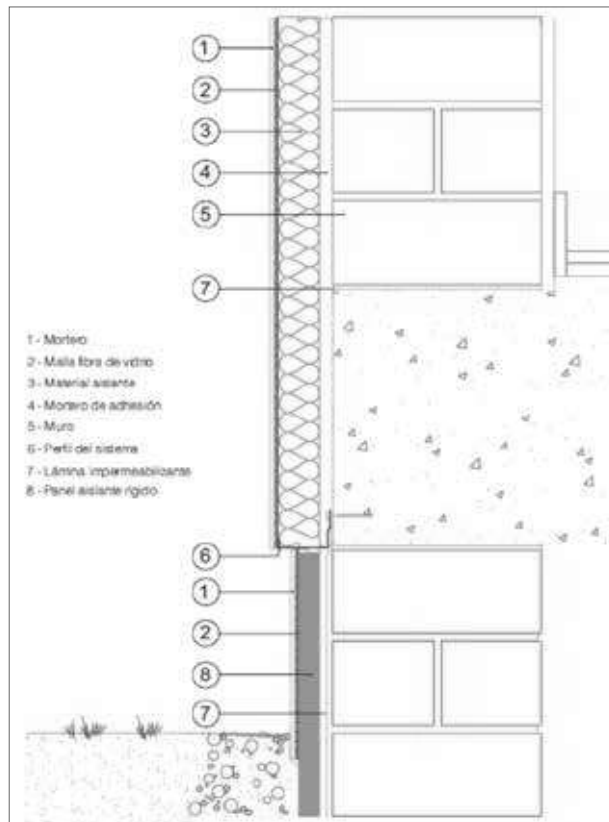 1
2
3
4
5
7
1 - Mortero
2 - Malla fibra de vidrio
3 - Material aislante
4 - Mortero de adhesión
5 - Muro
6 - Perfil del sistema
7 - Lámina impermeabilizante
8 - Panel aislante rígido
6
1
2
8
7